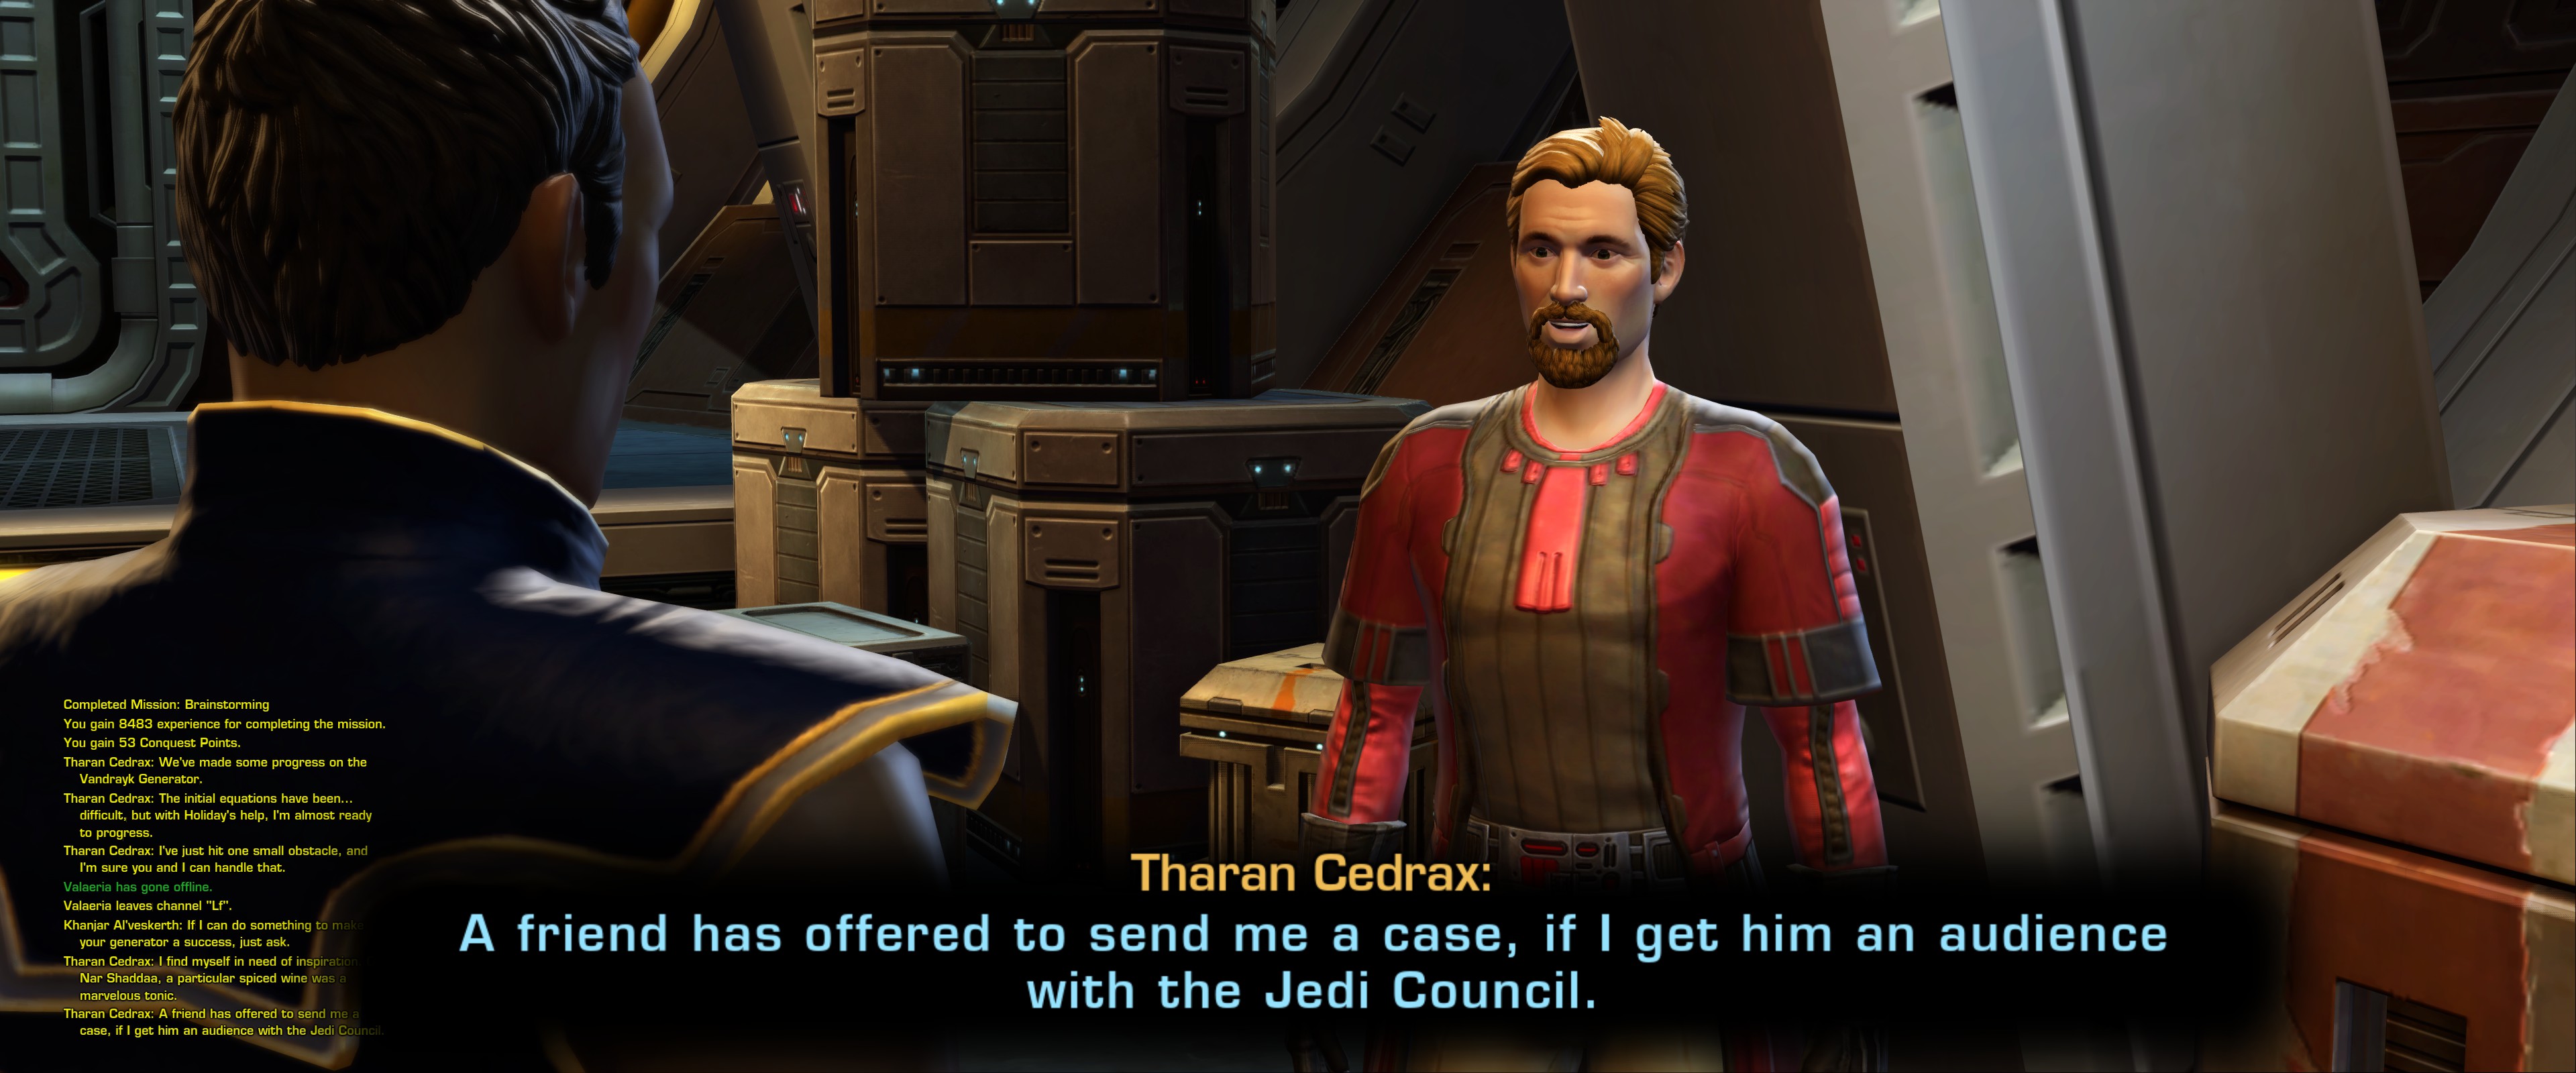 Completed Mission: Brainstorming
You gain 8483 experience for completing the mission.
You gain 53 Conquest Points.
Tharan Cedrax: We've made some progress on the
Vandrayk Generator.
Tharan Cedrax: The initial equations have been...
difficult, but with Holiday's help, I'm almost ready
to progress.
Tharan Cedrax: I've just hit one small obstacle, and
I'm sure you and I can handle that.
Valaeria has gone offline.
Valaeria leaves channel "Lf".
Khanjar Al'veskerth: If I can do something to make
your generator a success, just ask.
Tharan Cedrax: I find myself in need of inspiration.
Nar Shaddaa, a particular spiced wine was a
marvelous tonic.
Tharan Cedrax: A friend has offered to send me a
case, if I get him an audience with the Jedi Council.
Tharan Cedrax:
A friend has offered to send me a case, if I get him an audience
with the Jedi Council.